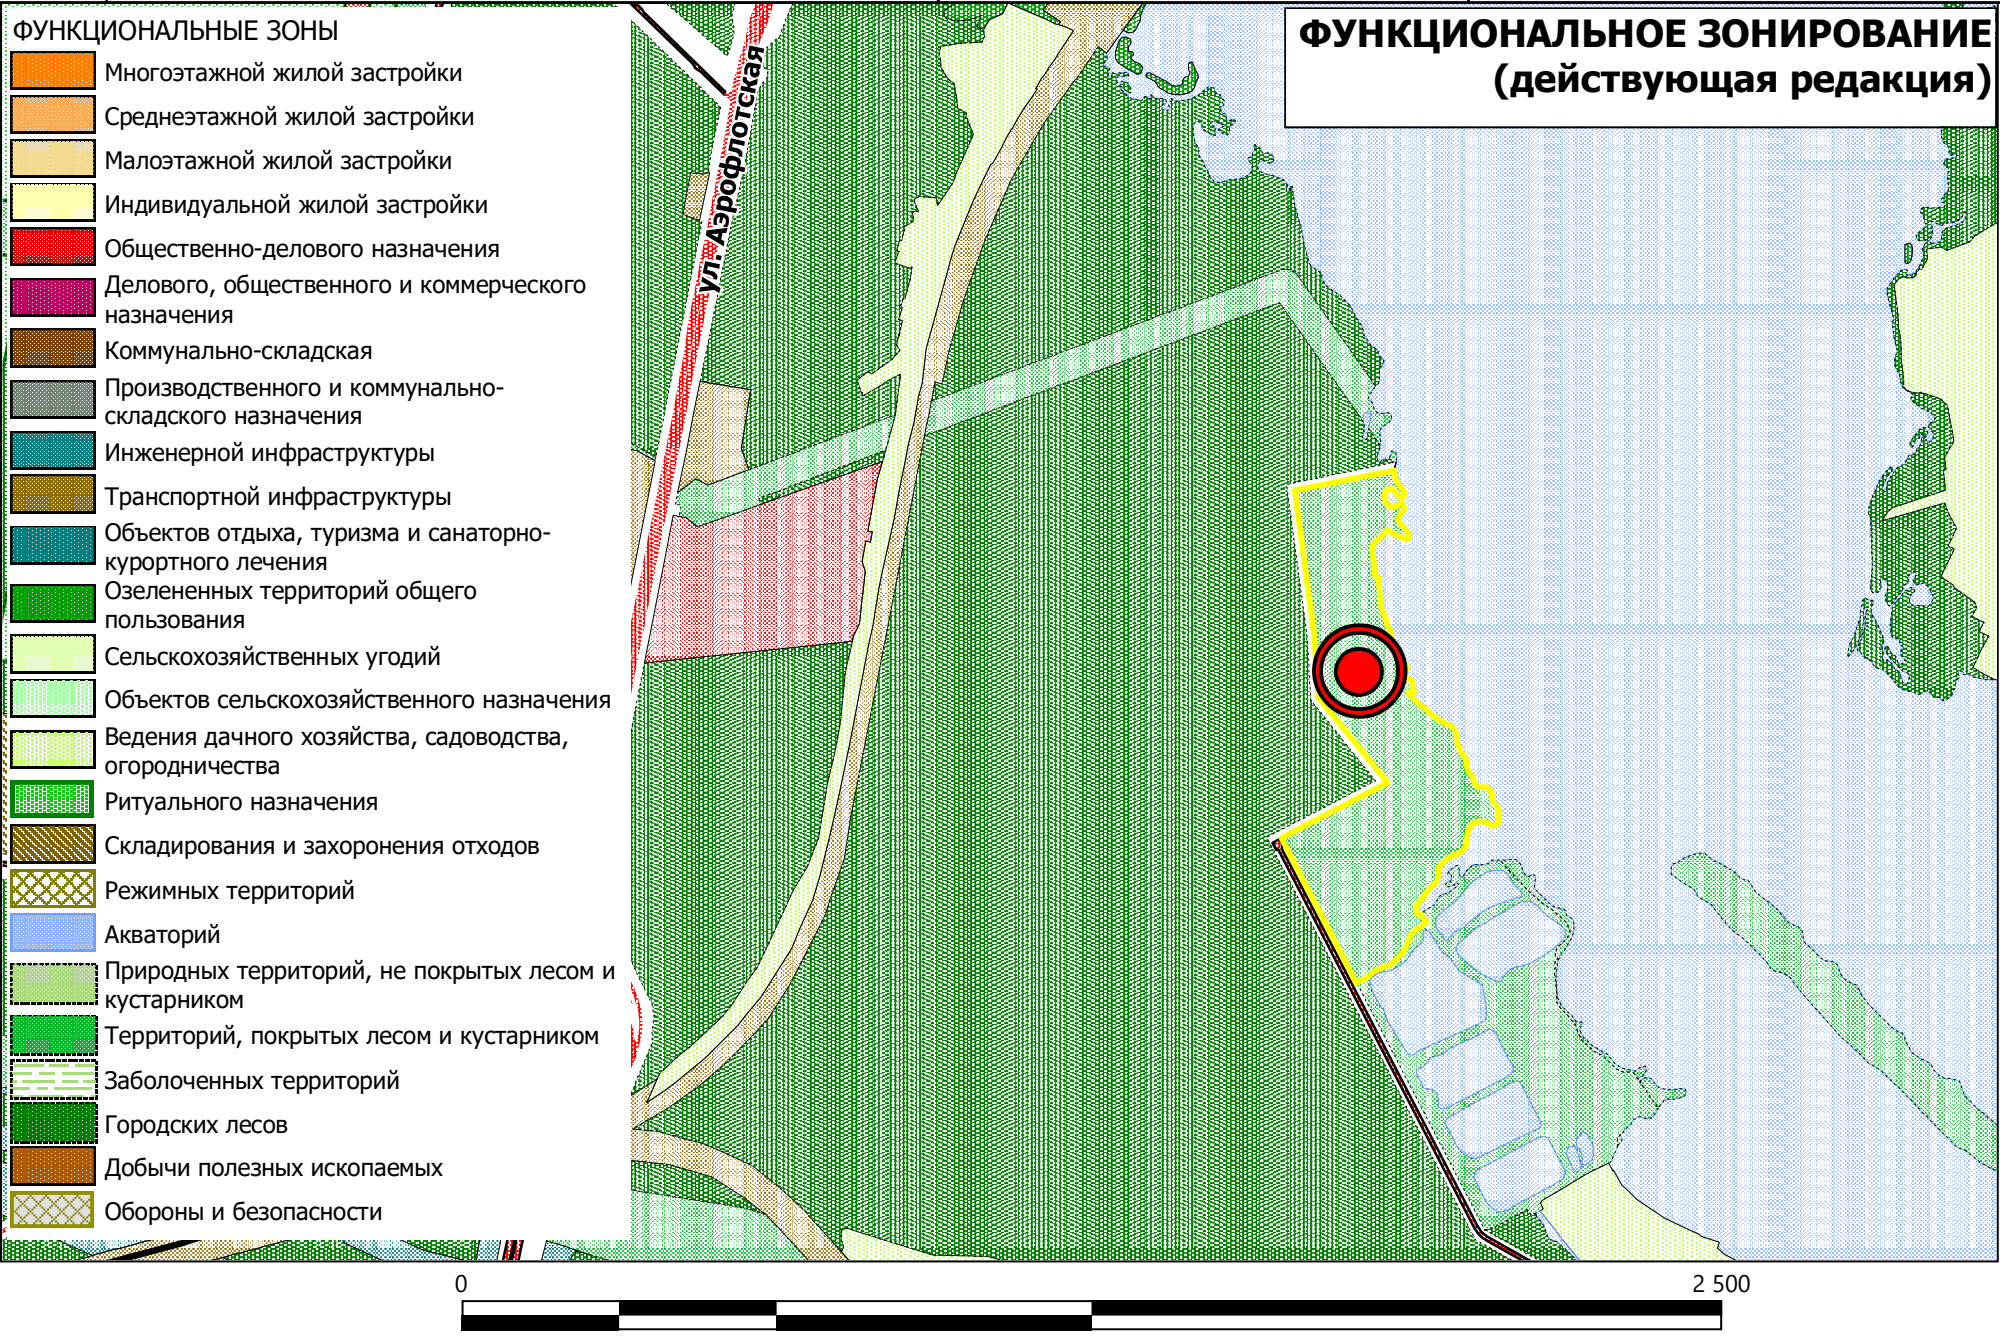 ФУНКЦИОНАЛЬНОЕ ЗОНИРОВАНИЕ
(действующая редакция)
ФУНКЦИОНАЛЬНЫЕ ЗОНЫ
Многоэтажной жилой застройки
Среднеэтажной жилой застройки
Малоэтажной жилой застройки
Индивидуальной жилой застройки
Общественно-делового назначения
Делового, общественного и коммерческого
назначения
Коммунально-складская
Производственного и коммунально-
складского назначения
Инженерной инфраструктуры
Транспортной инфраструктуры
Объектов отдыха, туризма и санаторно-
курортного лечения
Озелененных территорий общего
пользования
Сельскохозяйственных угодий
Объектов сельскохозяйственного назначения
Ведения дачного хозяйства, садоводства,
огородничества
Ритуального назначения
Складирования и захоронения отходов
Режимных территорий
Акваторий
Природных территорий, не покрытых лесом и
кустарником
Территорий, покрытых лесом и кустарником
Заболоченных территорий
Городских лесов
Добычи полезных ископаемых
Обороны и безопасности
ул. Аэрофлотская
0
2 500